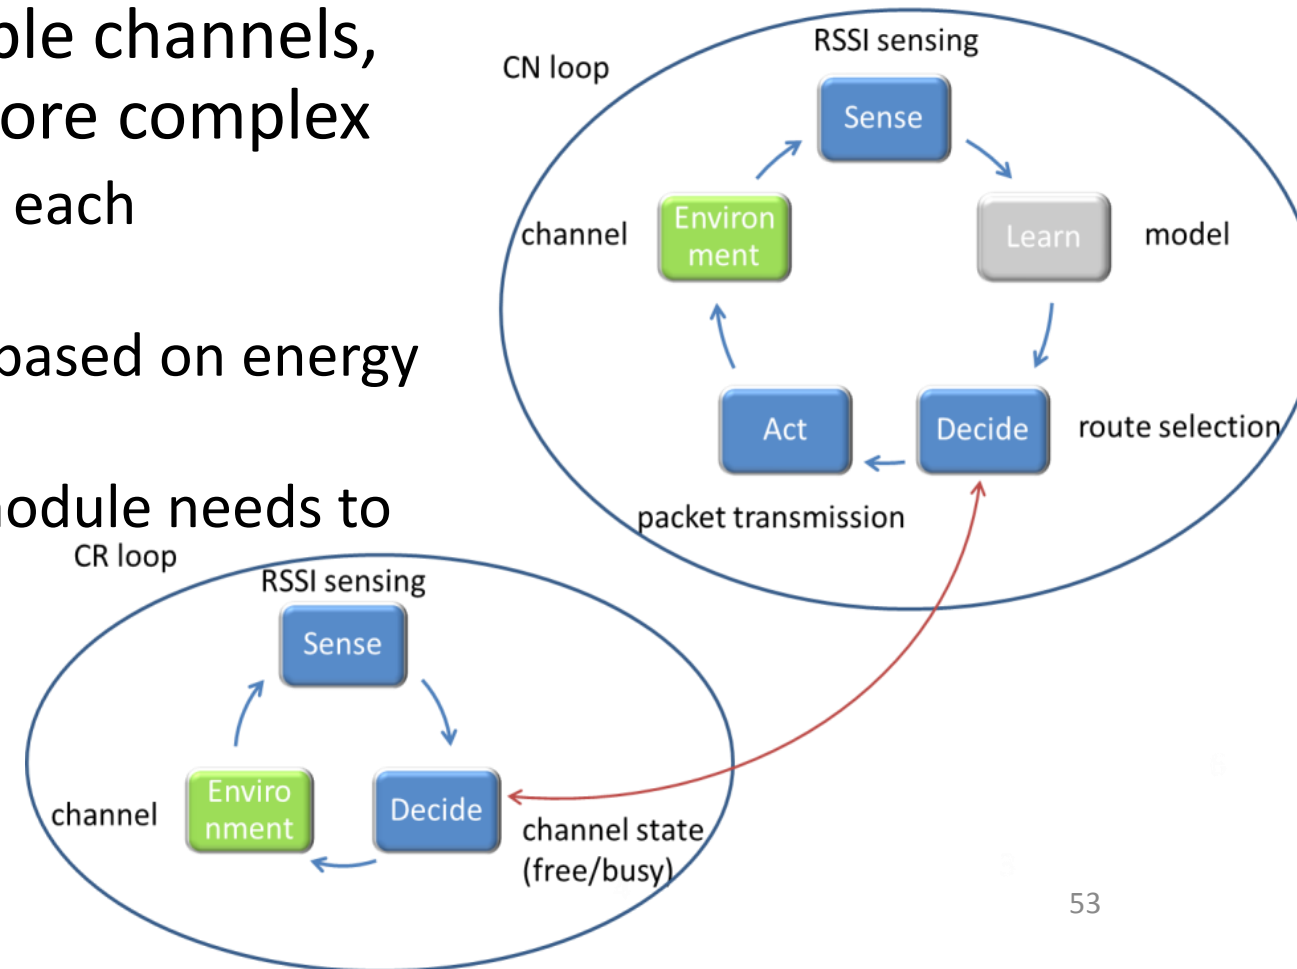 ple channels,
ore complex
each
based on energy
nodule needs to
CN loop
RSSI sensing
Sense
channel
Environ
ment
Learn
model
Act
Decide
route selection
packet transmission
CR loop
RSSI sensing
Sense
channel
Enviro
nment
Decide
channel state
(free/busy)
53